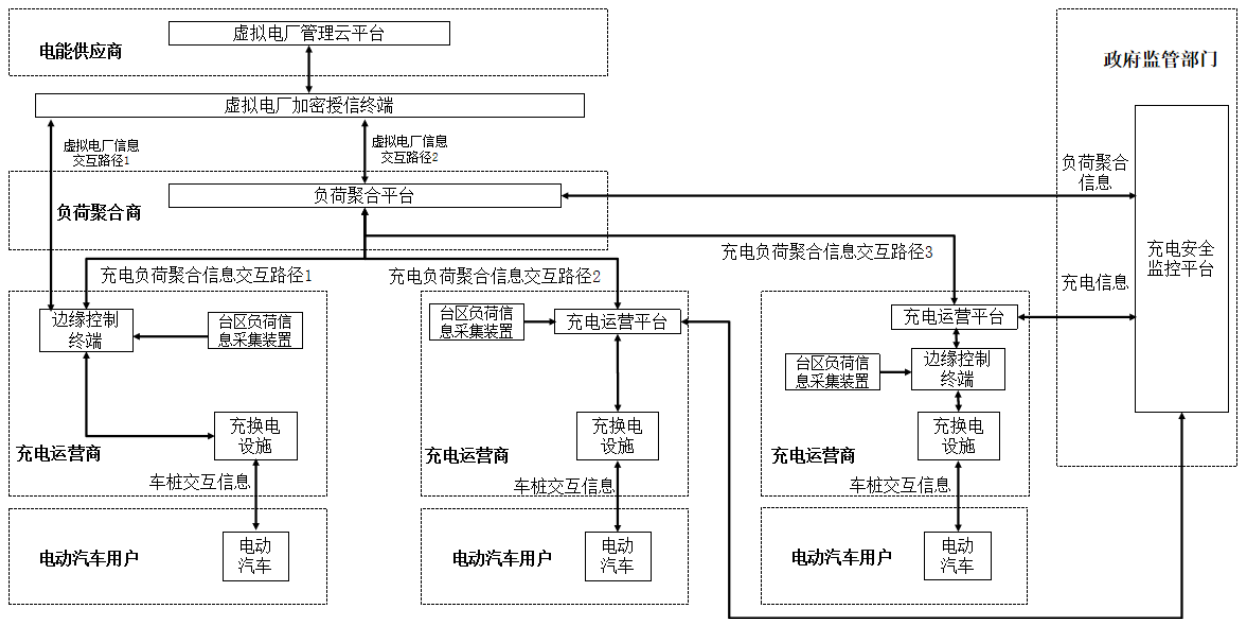 虚拟电厂管理云平台
电能供应商
政府监管部门
虚拟电厂加密授信终端
虚拟电厂信息
交互路径1
虚拟电厂信息
交互路径2
负荷聚合
信息
负荷聚合平台
负荷聚合商
充电安全
监控平台
充电负荷聚合信息交互路径1
充电负荷聚合信息交互路径2
充电负荷聚合信息交互路径3
充电信息
边缘控制
终端
台区负荷信
息采集装置
台区负荷信
息采集装置
充电运营平台
充电运营平台
台区负荷信
息采集装置
边缘控制
终端
充换电
设施
充换电
设施
充换电
设施
充电运营商
充电运营商
充电运营商
车桩交互信息
车桩交互信息
车桩交互信息
电动汽车用户
电动
汽车
电动汽车用户
电动
汽车
电动汽车用户
电动
汽车